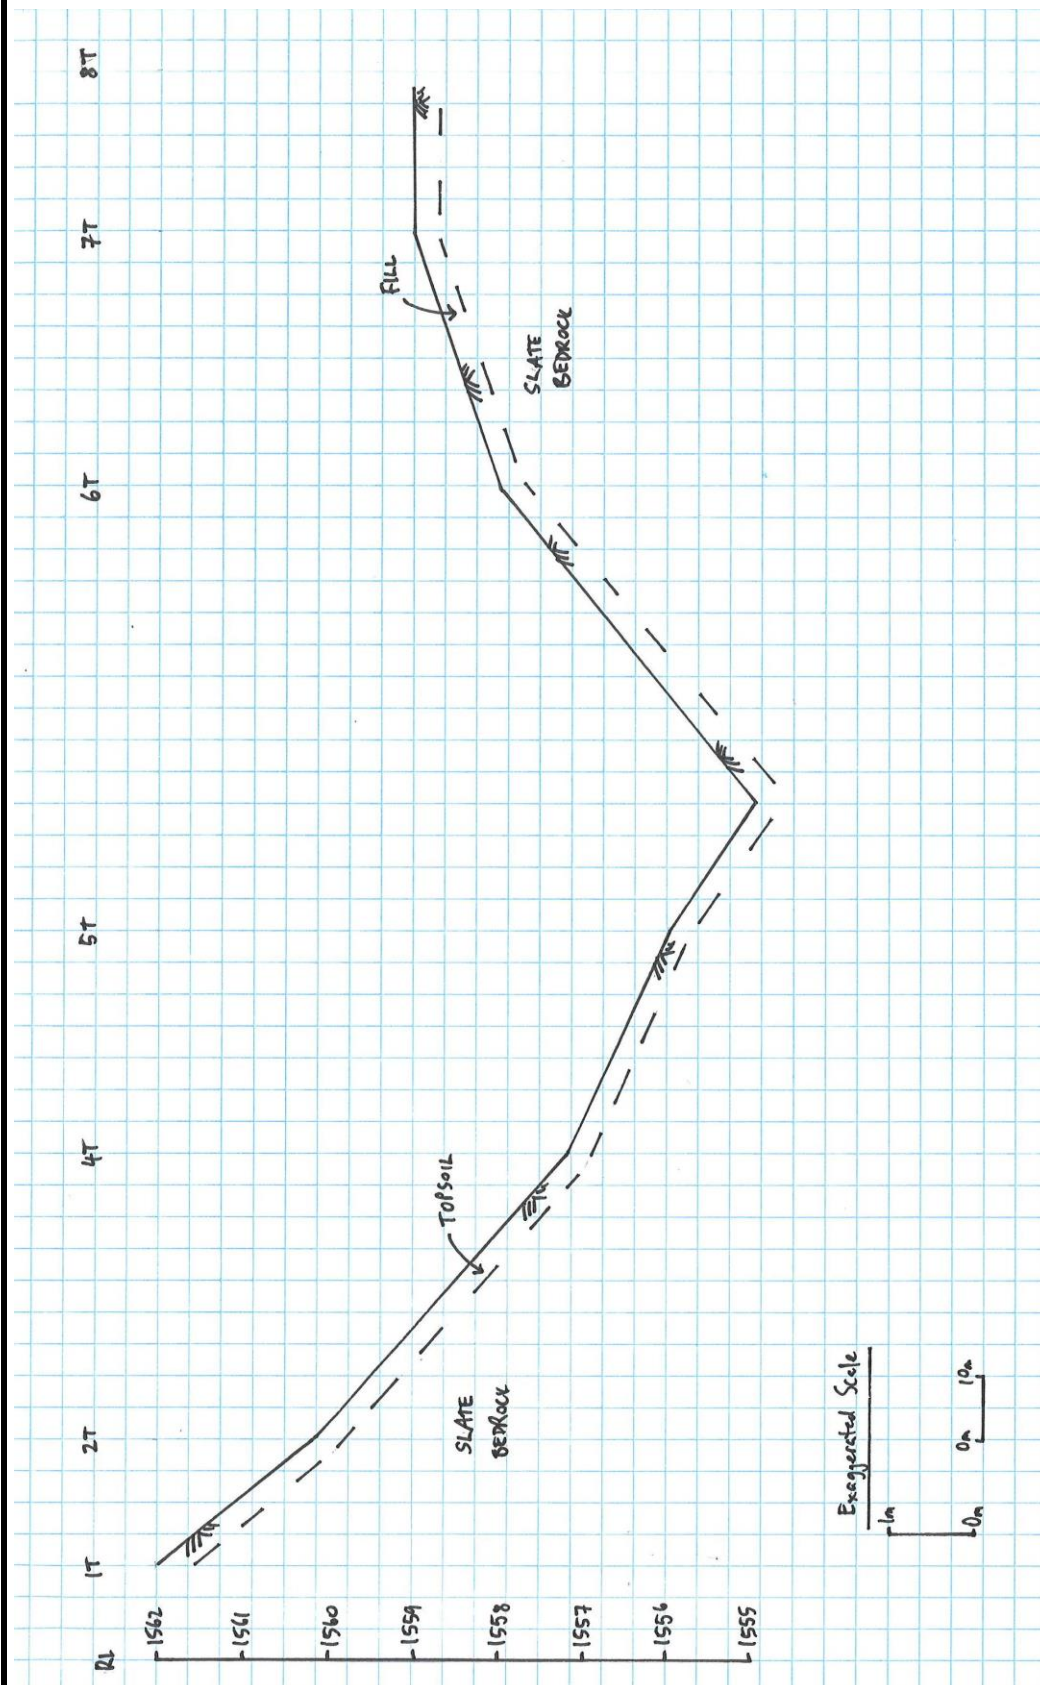 1T 2T 4T 5T 6T 7T 8T
RL
1562
1561
1560
1559
1558
1557
1556
1555
TOPSOIL
FILL
SLATE
BEDROCK
SLATE
BEDROCK
Exaggerated Scale
1m
0m
0m 10m